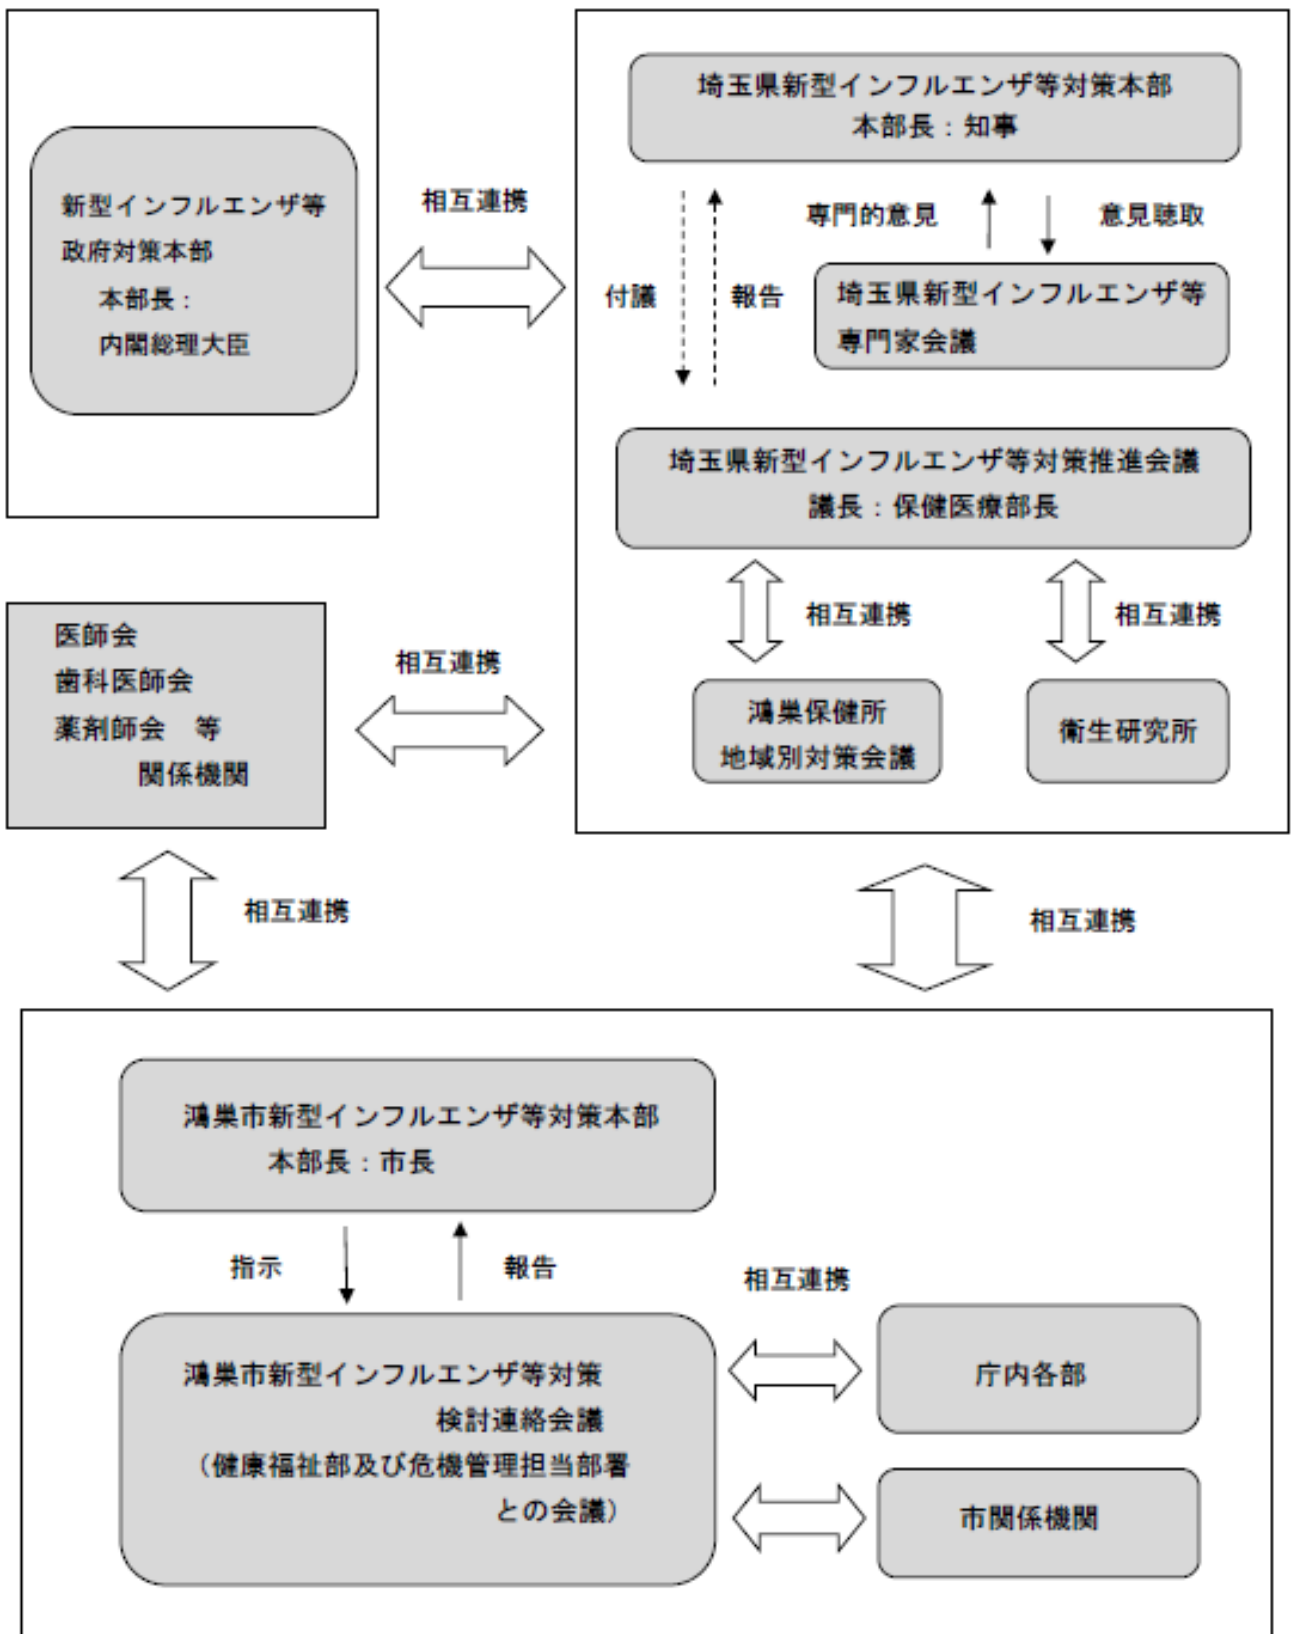 新型インフルエンザ等
政府対策本部
本部長：
内閣総理大臣
相互連携
埼玉県新型インフルエンザ等対策本部
本部長：知事
付議
報告
専門的意見
意見聴取
埼玉県新型インフルエンザ等
専門家会議
埼玉県新型インフルエンザ等対策推進会議
議長：保健医療部長
相互連携
相互連携
鴻巣保健所
地域別対策会議
衛生研究所
医師会
歯科医師会
薬剤師会　等
関係機関
相互連携
相互連携
相互連携
鴻巣市新型インフルエンザ等対策本部
本部長：市長
指示
報告
鴻巣市新型インフルエンザ等対策
検討連絡会議
（健康福祉部及び危機管理担当部署
との会議）
相互連携
庁内各部
市関係機関